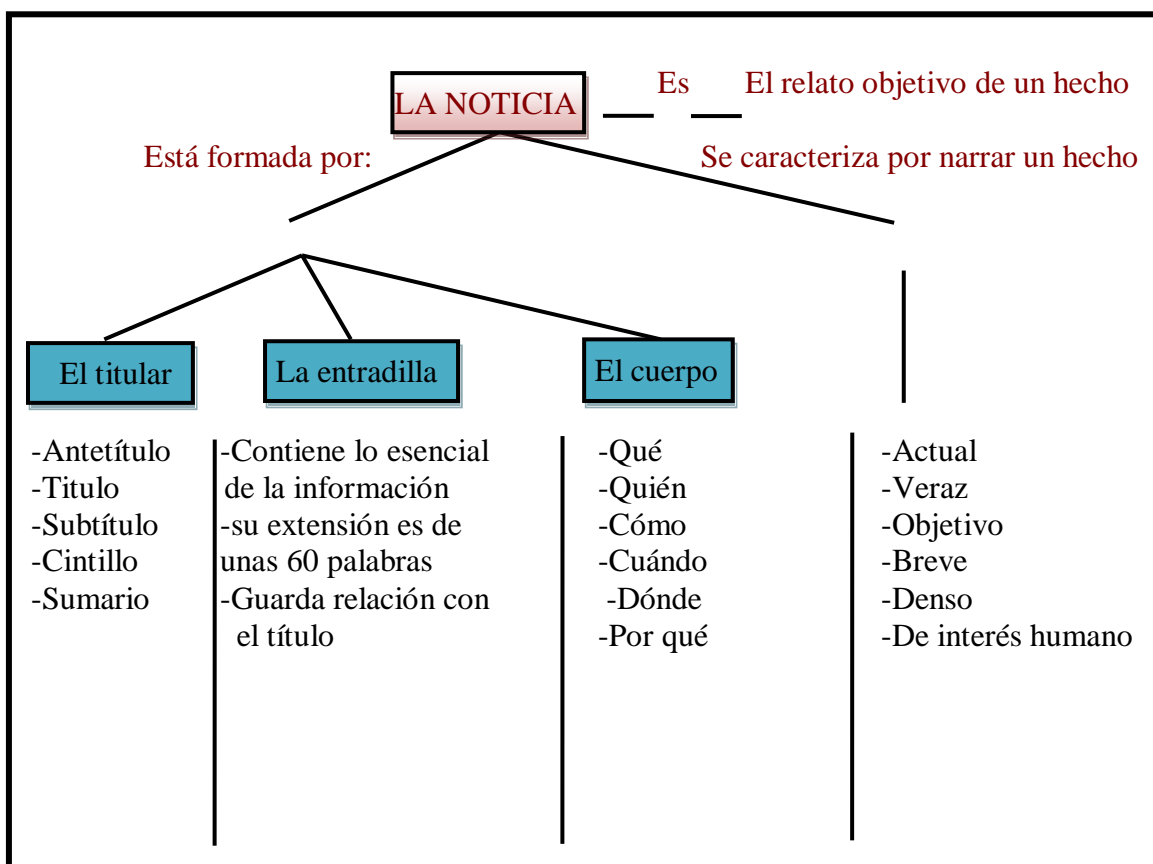 LA NOTICIA
Es
El relato objetivo de un hecho
Está formada por:
Se caracteriza por narrar un hecho
El titular
-Antetítulo
-Titulo
-Subtítulo
-Cintillo
-Sumario
La entradilla
-Contiene lo esencial
de la información
-su extensión es de
unas 60 palabras
-Guarda relación con
el título
El cuerpo
-Qué
-Quién
-Cómo
-Cuándo
-Dónde
-Por qué
-Actual
-Veraz
-Objetivo
-Breve
-Denso
-De interés humano